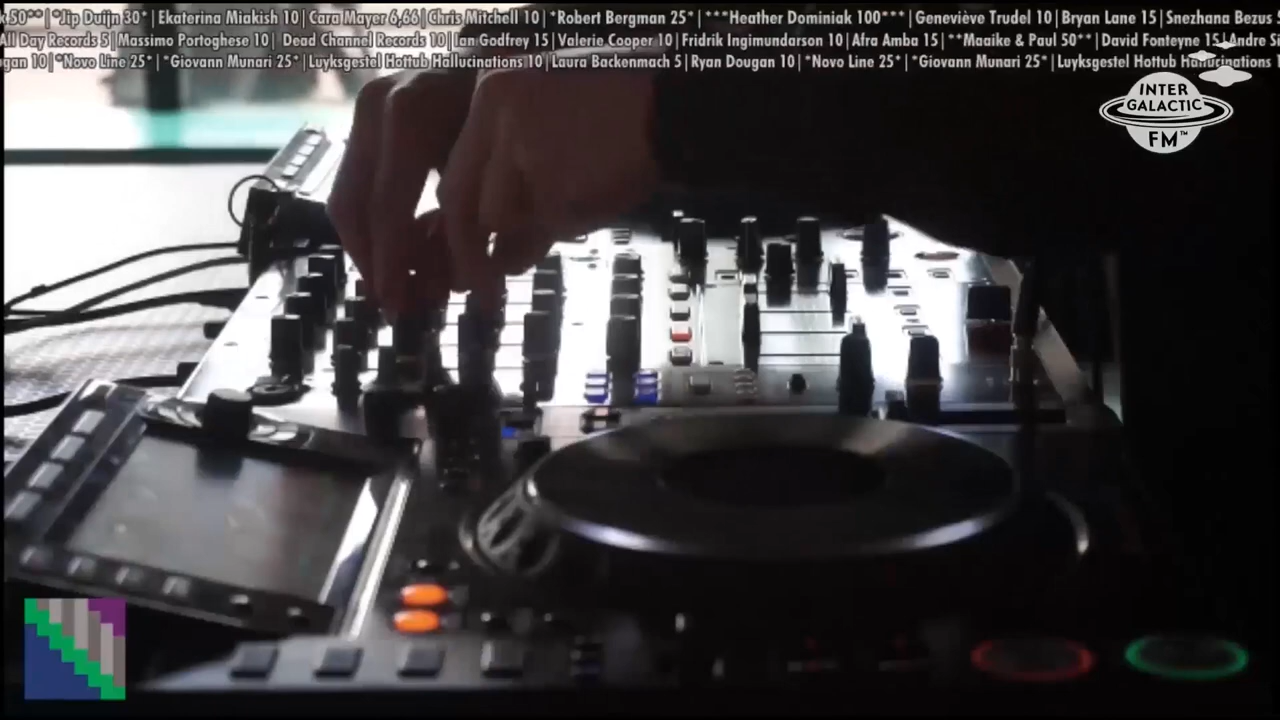 k 50** | *Jip Duijn 30* | Ekaterina Miakish 10 | Cara Mayer 6,66 | Chris Mitchell 10 | *Robert Bergman 25* | ***Heather Dominiak 100*** | Geneviève Trudel 10 | Bryan Lane 15 | Snezhana Bezus
All Day Records 5 | Massimo Portoghese 10 | Dead Channel Records 10 | Ian Godfrey 15 | Valerie Cooper 10 | Fridrik Ingimundarson 10 | Afra Amba 15 | **Maaike & Paul 50** | David Fonteyne 15 | Andre Si
gan 10 | *Novo Line 25* | *Giovann Munari 25* | Luyksgestel Hottub Hallucinations 10 | Laura Backenmach 5 | Ryan Dougan 10 | *Novo Line 25* | *Giovann Munari 25* | Luyksgestel Hottub Hallucinations 1
INTER
GALACTIC
FM™